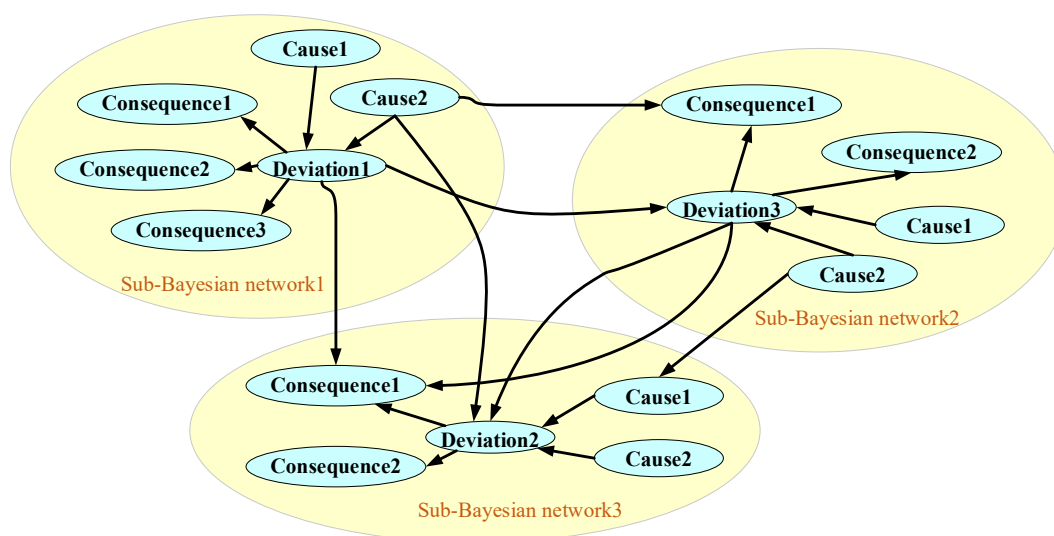 Cause1
Consequence1
Cause2
Consequence2
Deviation1
Consequence3
Sub-Bayesian network1
Consequence1
Consequence2
Deviation3
Cause1
Cause2
Sub-Bayesian network2
Consequence1
Cause1
Deviation2
Consequence2
Cause2
Sub-Bayesian network3